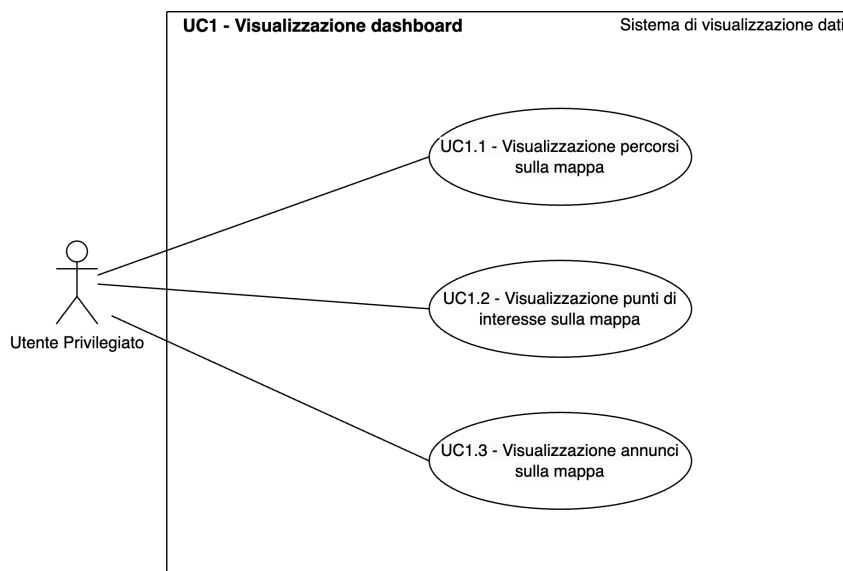 UC1 - Visualizzazione dashboard
Sistema di visualizzazione dati
UC1.1 - Visualizzazione percorsi
sulla mappa
UC1.2 - Visualizzazione punti di
interesse sulla mappa
Utente Privilegiato
UC1.3 - Visualizzazione annunci
sulla mappa